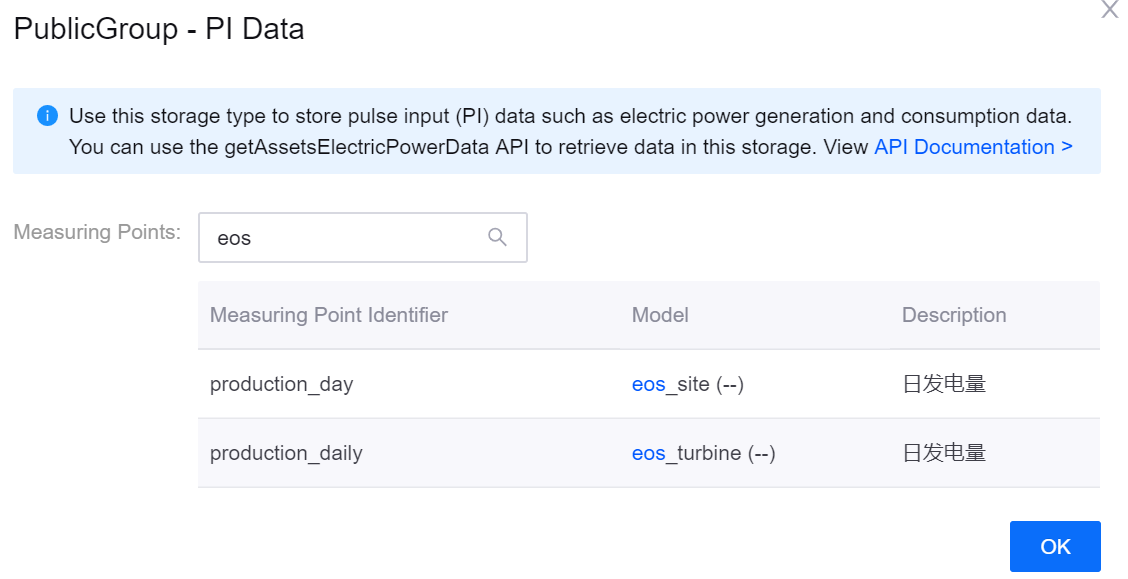 PublicGroup - PI Data
Use this storage type to store pulse input (PI) data such as electric power generation and consumption data.
You can use the getAssetsElectricPowerData API to retrieve data in this storage. View API Documentation >
Measuring Points: eos
Measuring Point Identifier Model Description
production_day eos_site (--) 日发电量
production_daily eos_turbine (--) 日发电量
OK